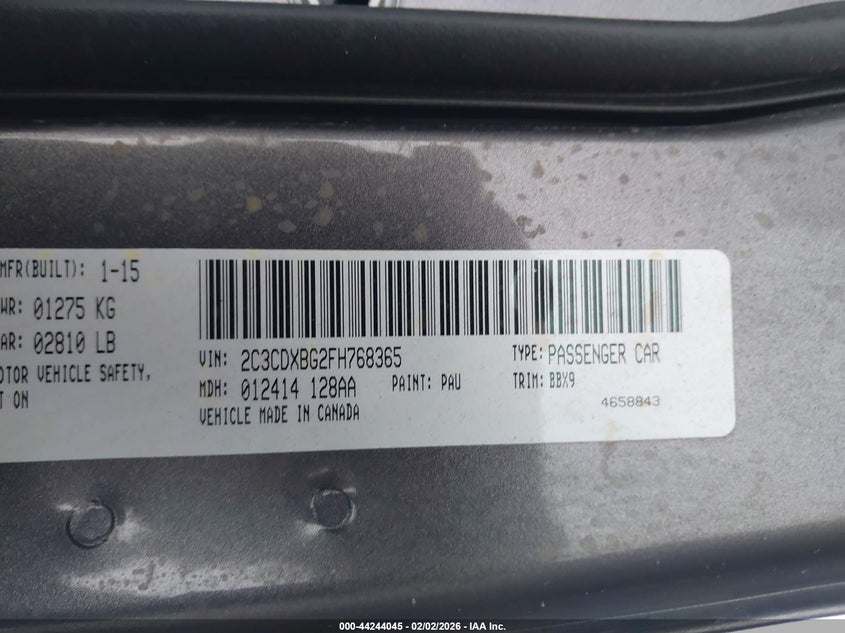 MFR(BUILT): 1-15
WR: 01275 KG
AR: 02810 LB
OTOR VEHICLE SAFETY,
T ON
VIN: 2C3CDXBG2FH768365 TYPE: PASSENGER CAR
MDH: 012414 128AA PAINT: PAU TRIM: BBX9
VEHICLE MADE IN CANADA 4658843
000-44244045 - 02/02/2026 - IAA Inc.